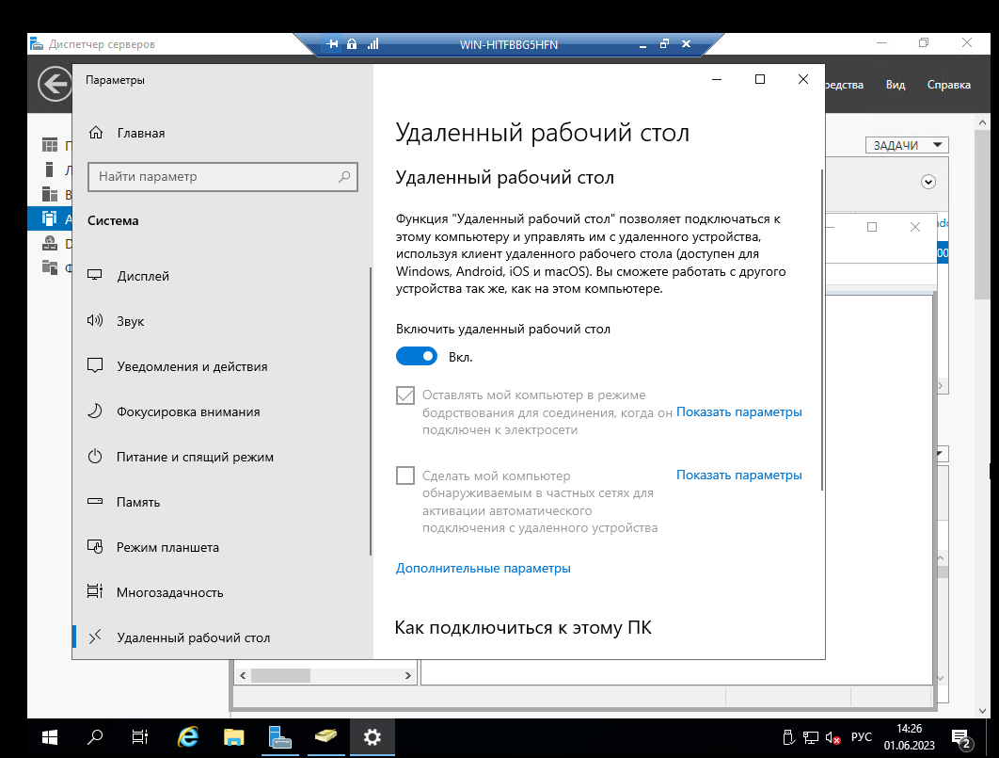 Диспетчер серверов
WIN-HITFBBG5HFN
Вид
Справка
ЗАДАЧИ
Параметры
Главная
Найти параметр
Система
Дисплей
Звук
Уведомления и действия
Фокусировка внимания
Питание и спящий режим
Память
Режим планшета
Многозадачность
Удаленный рабочий стол
Удаленный рабочий стол
Удаленный рабочий стол
Функция "Удаленный рабочий стол" позволяет подключаться к
этому компьютеру и управлять им с удаленного устройства,
используя клиент удаленного рабочего стола (доступен для
Windows, Android, iOS и macOS). Вы сможете работать с другого
устройства так же, как на этом компьютере.
Включить удаленный рабочий стол
Вкл.
Оставлять мой компьютер в режиме
бодрствования для соединения, когда он
подключен к электросети
Показать параметры
Сделать мой компьютер
обнаруживаемым в частных сетях для
активации автоматического
подключения с удаленного устройства
Показать параметры
Дополнительные параметры
Как подключиться к этому ПК
РУС
14:26
01.06.2023
2